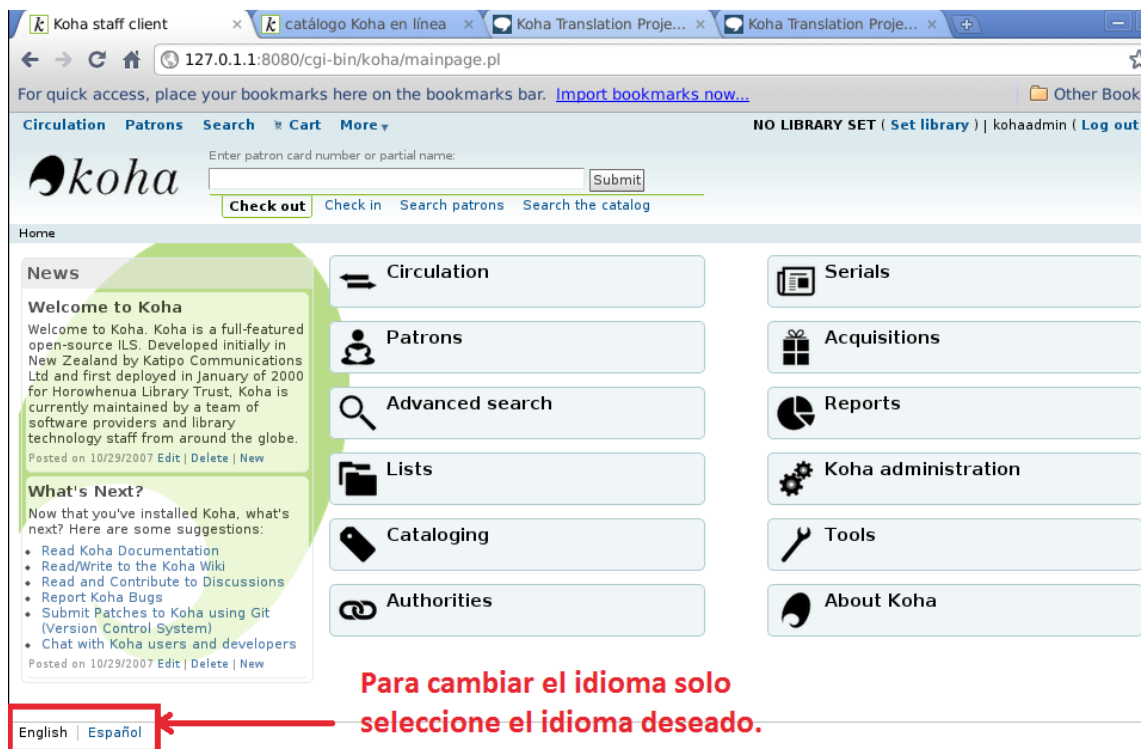 Koha staff client
catálogo Koha en línea
Koha Translation Proje...
Koha Translation Proje...
127.0.1.1:8080/cgi-bin/koha/mainpage.pl
For quick access, place your bookmarks here on the bookmarks bar. Import bookmarks now...
Other Book
Circulation Patrons Search Cart More
NO LIBRARY SET ( Set library ) | kohaadmin ( Log out
koha
Enter patron card number or partial name:
Submit
Check out Check in Search patrons Search the catalog
Home
News
Welcome to Koha
Welcome to Koha. Koha is a full-featured
open-source ILS. Developed initially in
New Zealand by Katipo Communications
Ltd and first deployed in January of 2000
for Horowhenua Library Trust, Koha is
currently maintained by a team of
software providers and library
technology staff from around the globe.
Posted on 10/29/2007 Edit | Delete | New
What's Next?
Now that you've installed Koha, what's
next? Here are some suggestions:
Read Koha Documentation
Read/Write to the Koha Wiki
Read and Contribute to Discussions
Report Koha Bugs
Submit Patches to Koha using Git
(Version Control System)
Chat with Koha users and developers
Posted on 10/29/2007 Edit | Delete | New
Circulation
Patrons
Advanced search
Lists
Cataloging
Authorities
Serials
Acquisitions
Reports
Koha administration
Tools
About Koha
Para cambiar el idioma solo
seleccione el idioma deseado.
English | Español